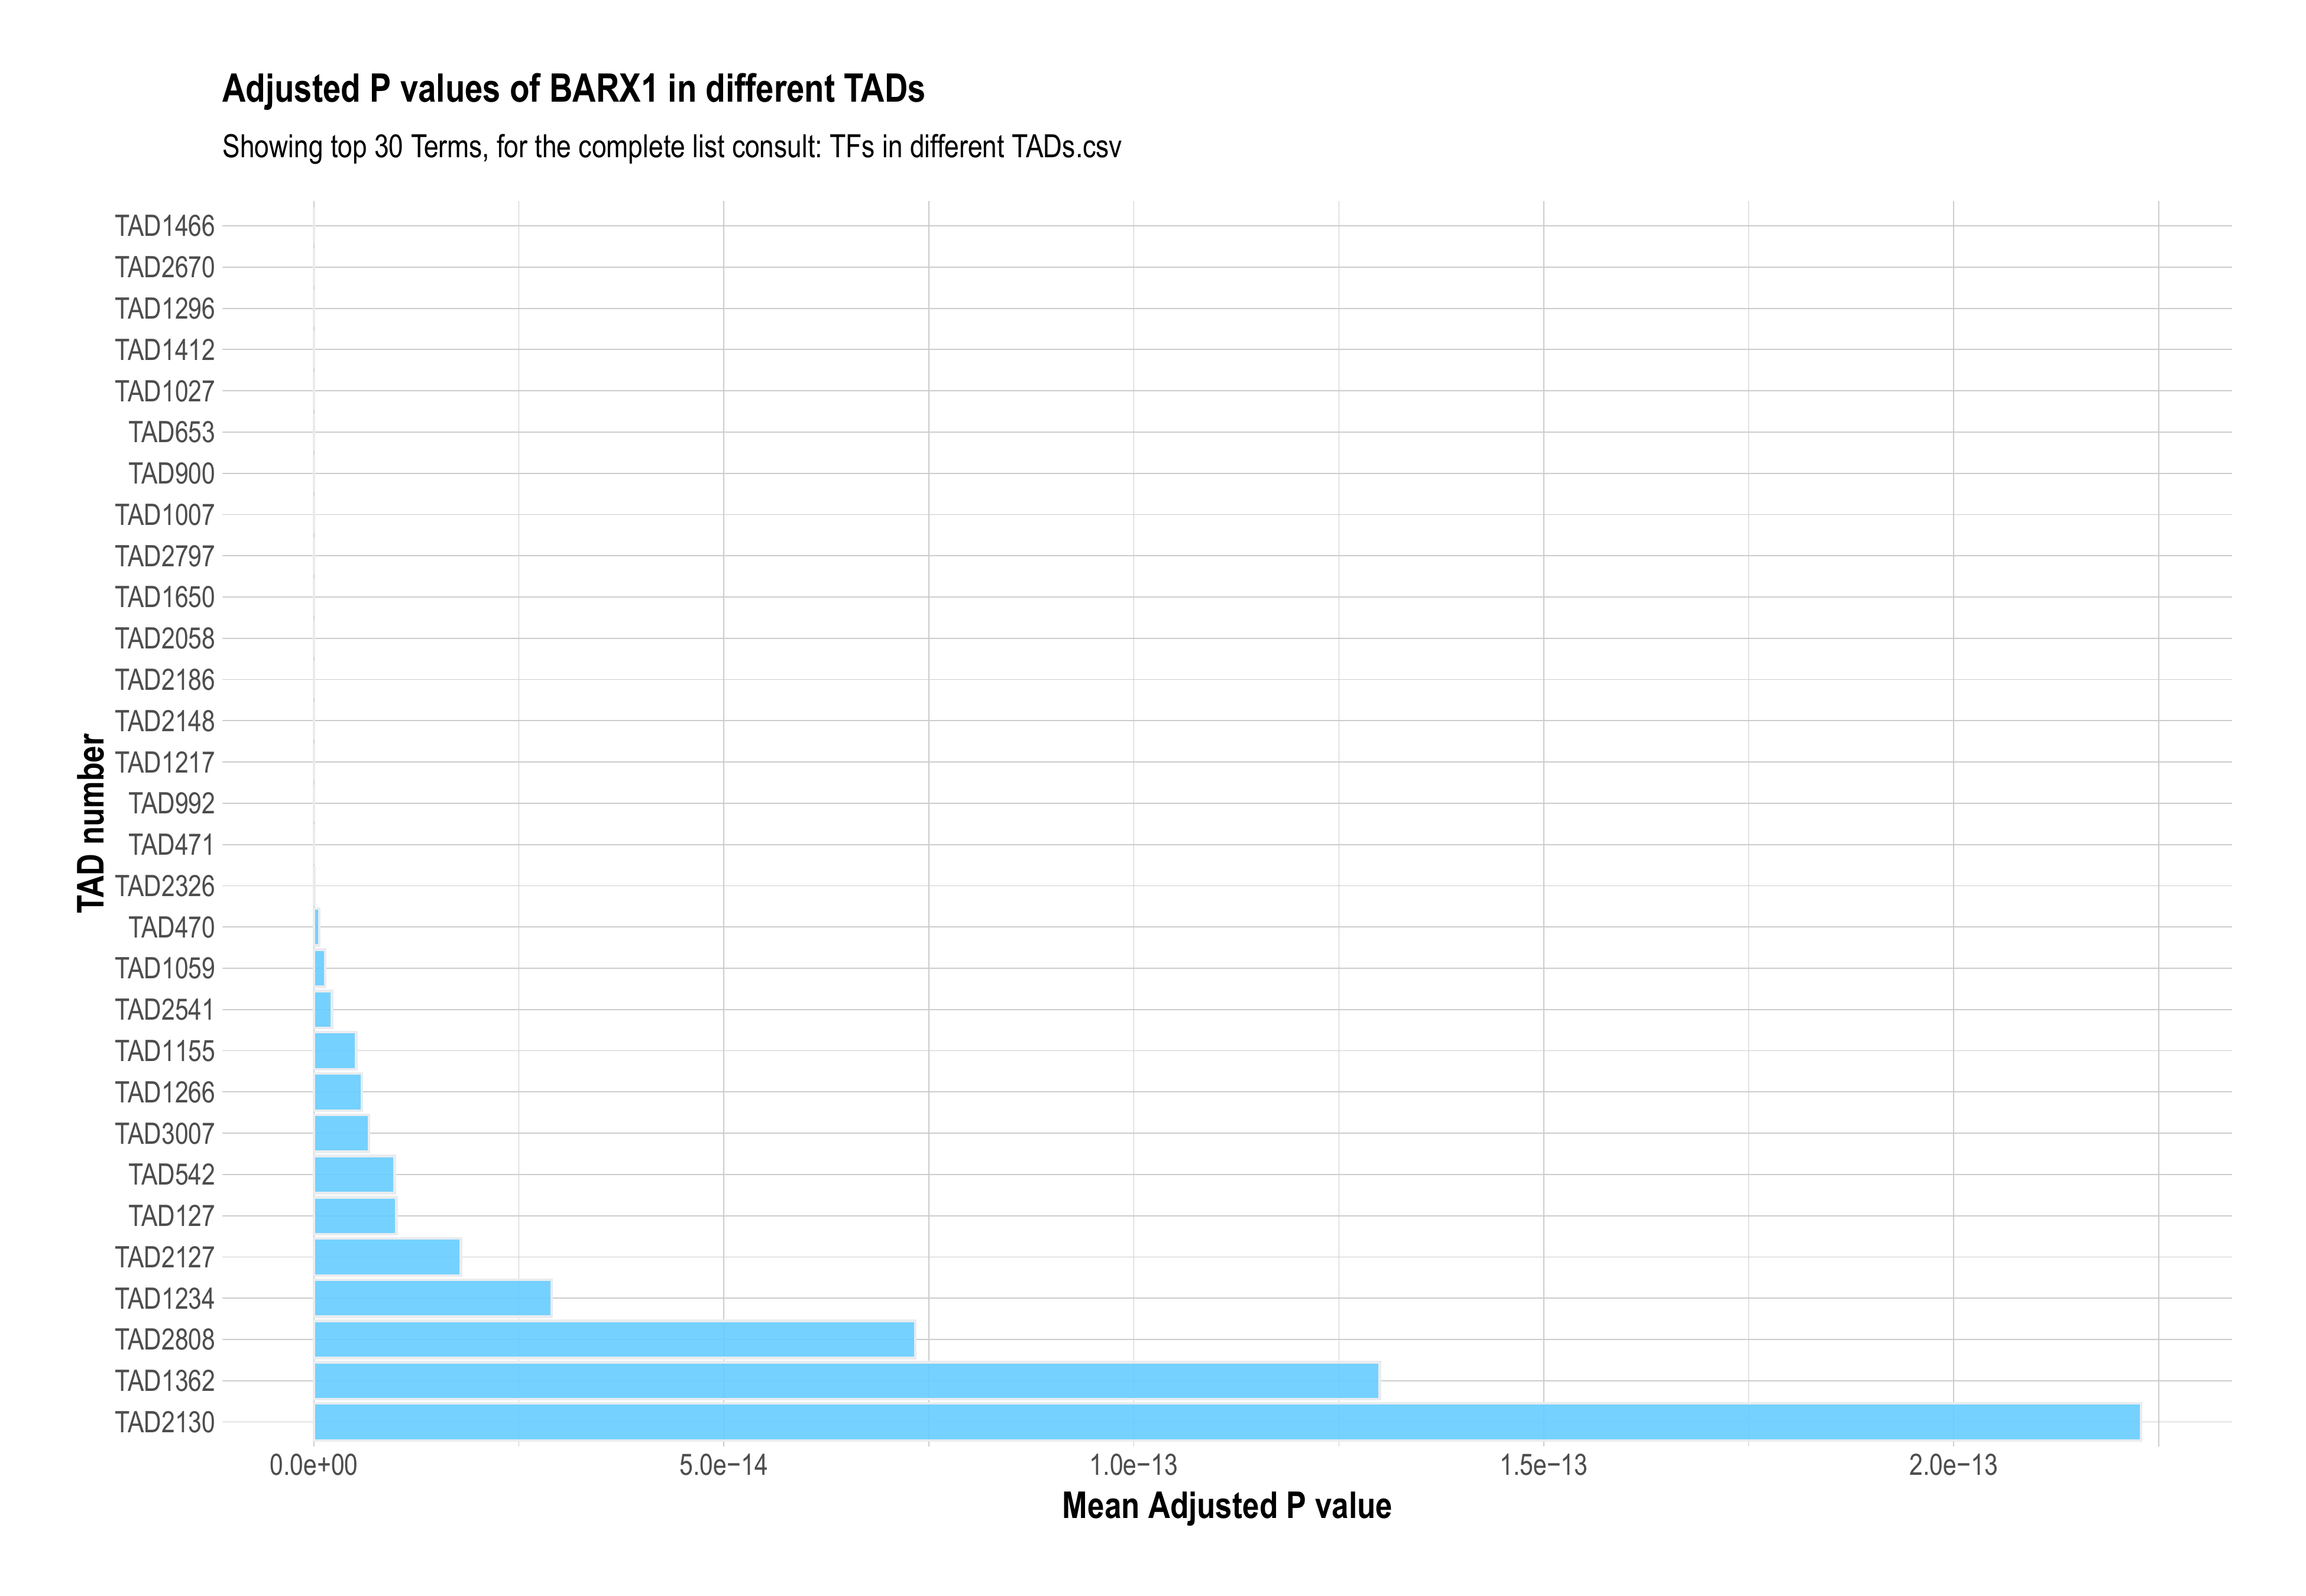 Adjusted P values of BARX1 in different TADs
Showing top 30 Terms, for the complete list consult: TFs in different TADs.csv
TAD number
TAD1466
TAD2670
TAD1296
TAD1412
TAD1027
TAD653
TAD900
TAD1007
TAD2797
TAD1650
TAD2058
TAD2186
TAD2148
TAD1217
TAD992
TAD471
TAD2326
TAD470
TAD1059
TAD2541
TAD1155
TAD1266
TAD3007
TAD542
TAD127
TAD2127
TAD1234
TAD2808
TAD1362
TAD2130
0.0e+00 5.0e−14 1.0e−13 1.5e−13 2.0e−13
Mean Adjusted P value